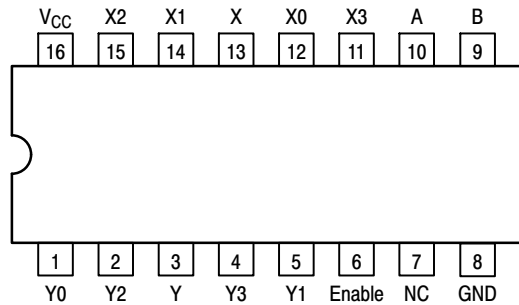 VCC X2 X1 X X0 X3 A B
16 15 14 13 12 11 10 9
1 2 3 4 5 6 7 8
Y0 Y2 Y Y3 Y1 Enable NC GND